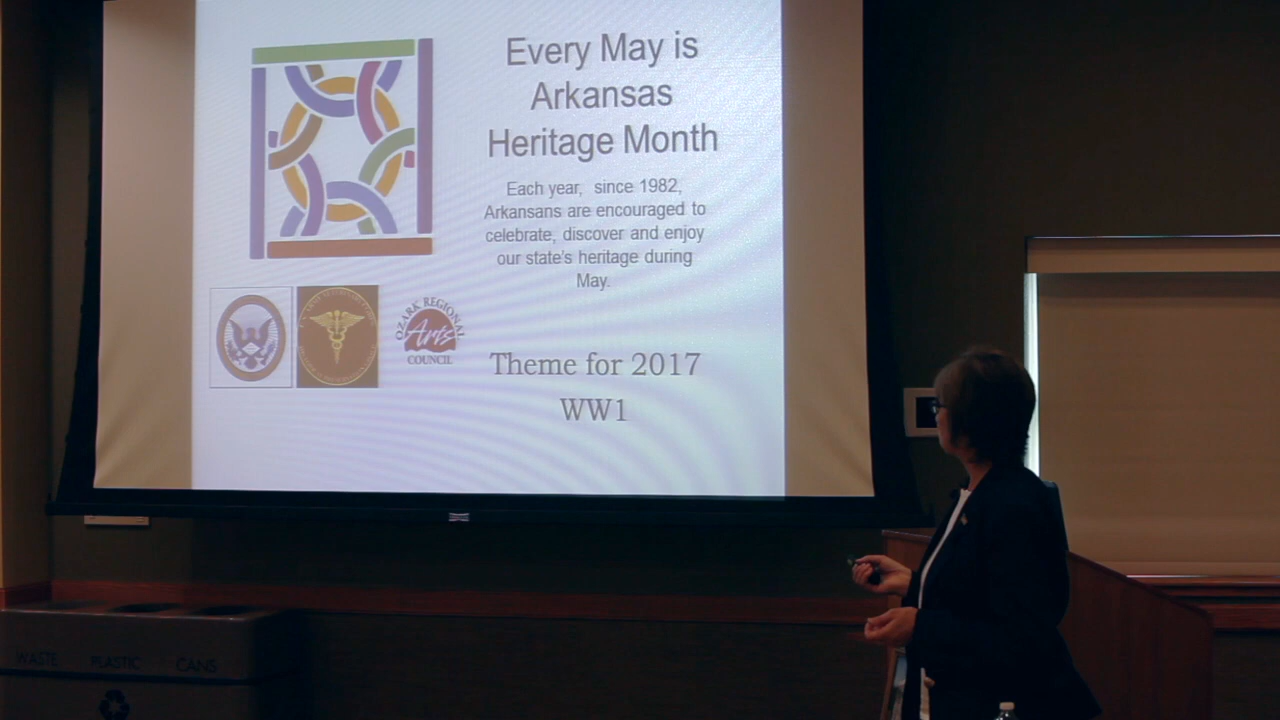 Every May is
Arkansas
Heritage Month
Each year, since 1982,
Arkansans are encouraged to
celebrate, discover and enjoy
our state's heritage during
May.
OZARK REGIONAL
Arts
COUNCIL
Theme for 2017
WW1
WASTE PLASTIC CANS